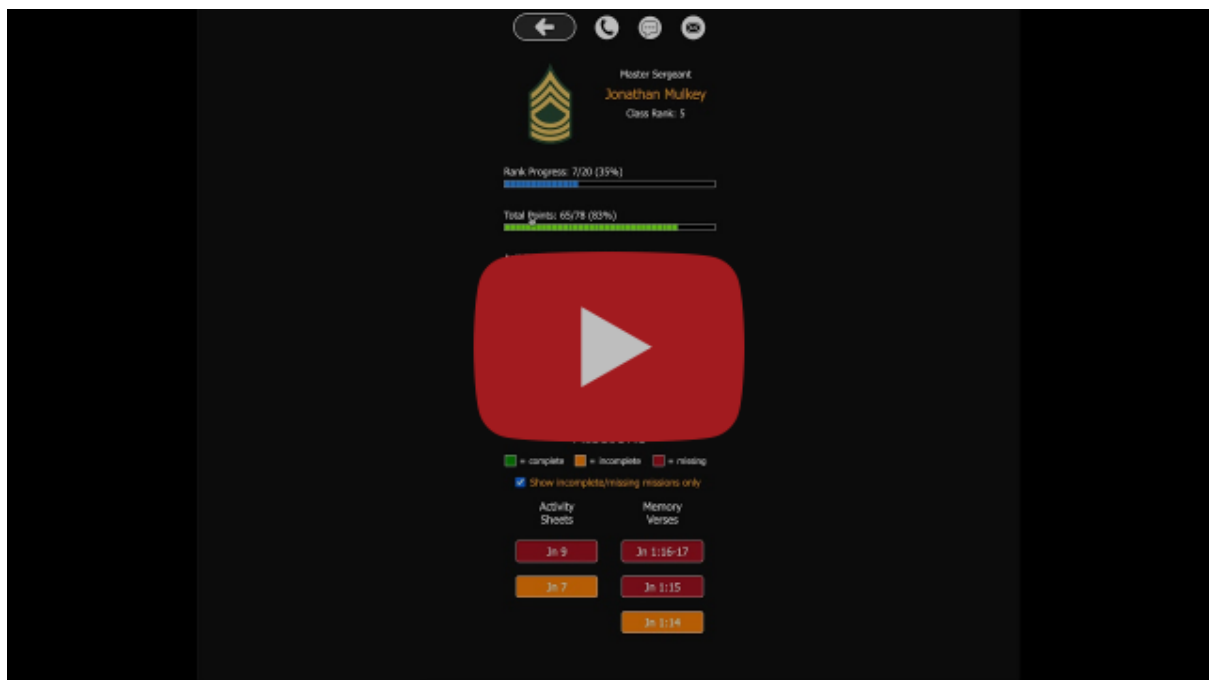 Master Sergeant
Jonathan Mulkey
Class Rank: 5
Rank Progress: 7/20 (35%)
Total Points: 65/78 (83%)
= complete = incomplete = missing
Show incomplete/missing missions only
Activity Sheets
Memory Verses
Jn 9
Jn 1:16-17
Jn 7
Jn 1:15
Jn 1:14